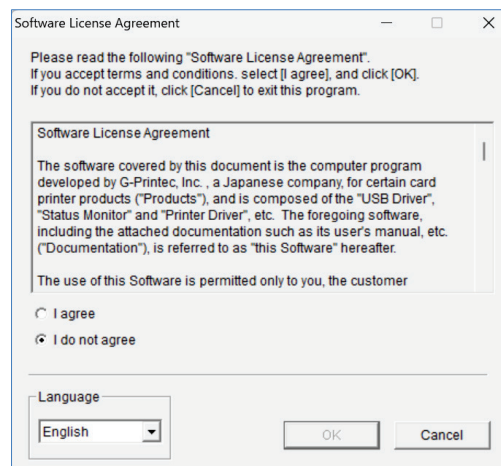 Software License Agreement
Please read the following "Software License Agreement".
If you accept terms and conditions. select [I agree], and click [OK].
If you do not accept it, click [Cancel] to exit this program.
Software License Agreement
The software covered by this document is the computer program
developed by G-Printec, Inc. , a Japanese company, for certain card
printer products ("Products"), and is composed of the "USB Driver",
"Status Monitor" and "Printer Driver", etc. The foregoing software,
including the attached documentation such as its user's manual, etc.
("Documentation"), is referred to as "this Software" hereafter.
The use of this Software is permitted only to you, the customer
I agree
I do not agree
Language
English
OK
Cancel